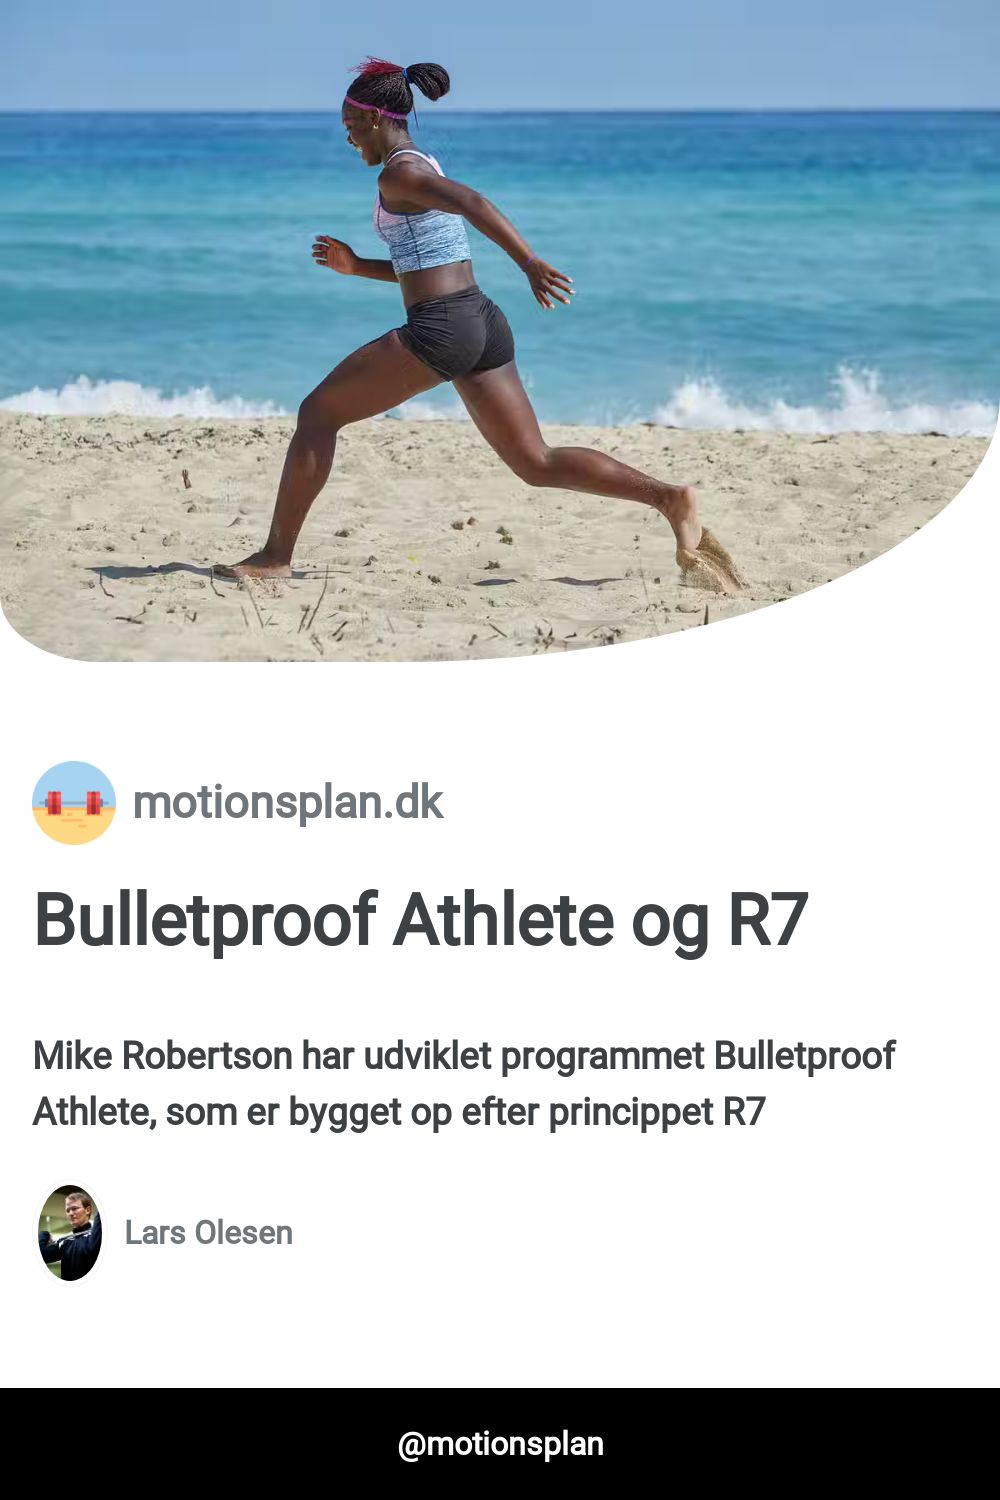 motionsplan.dk
Bulletproof Athlete og R7
Mike Robertson har udviklet programmet Bulletproof
Athlete, som er bygget op efter princippet R7
Lars Olesen
@motionsplan